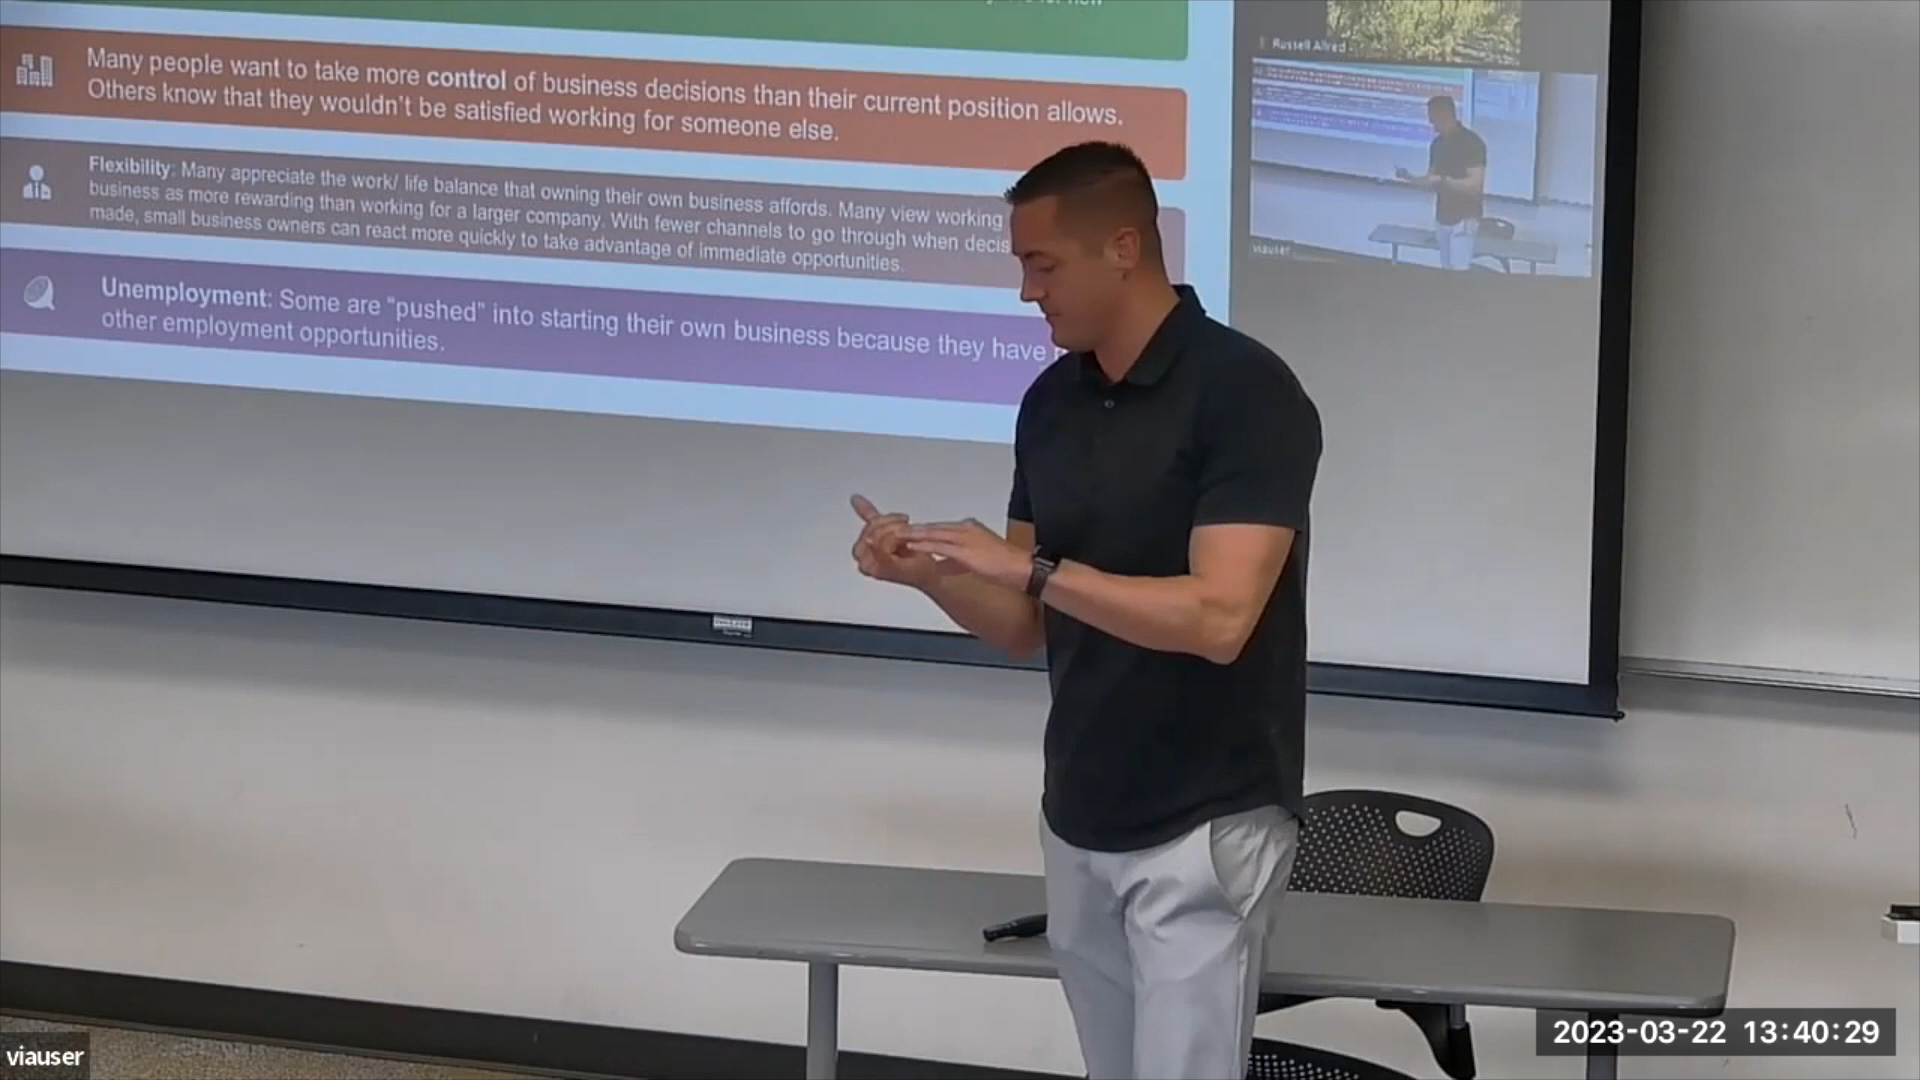 Many people want to take more control of business decisions than their current position allows.
Others know that they wouldn't be satisfied working for someone else.
Flexibility: Many appreciate the work/ life balance that owning their own business affords. Many view working
business as more rewarding than working for a larger company. With fewer channels to go through when decis
made, small business owners can react more quickly to take advantage of immediate opportunities.
Unemployment: Some are "pushed" into starting their own business because they have
other employment opportunities.
Russell Allred
viauser
viauser
2023-03-22 13:40:29